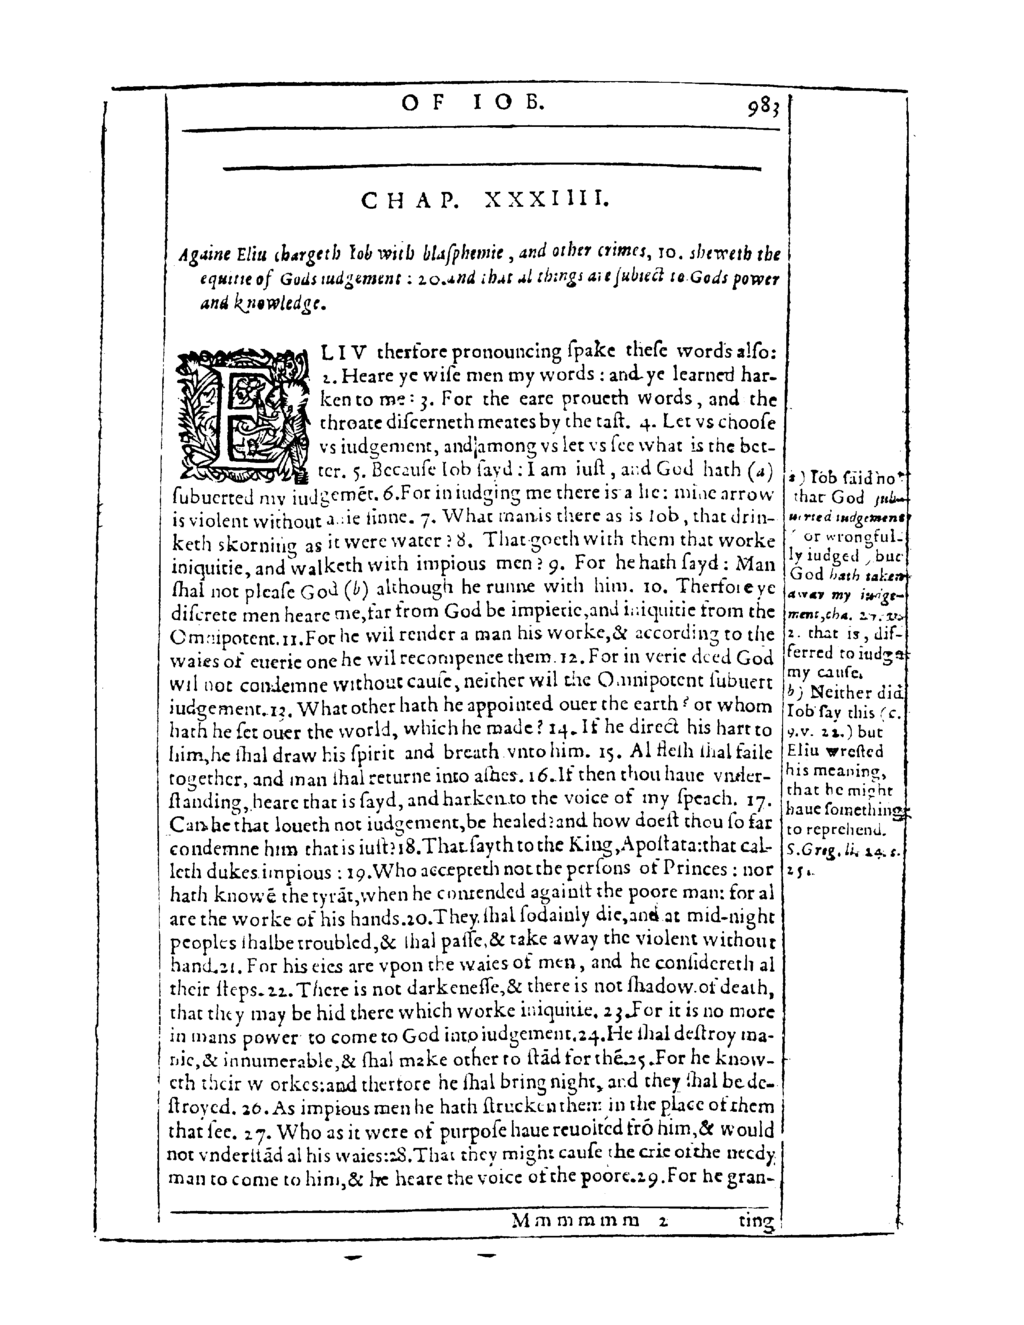 OF IOB. 983
CHAP. XXXIIII.
Againe Eliu chargeth Iob with blasphemie, and other crimes, 10. sheweth the
equitie of Gods iudgement: 20. and that al things are subiect to Gods power
and knowledge.
ELIV therfore pronouncing ſpake theſe words alſo:
2. Heare ye wiſe men my words: and ye learned har-
ken to me: 3. For the eare proueth words, and the
throate diſcerneth meates by the taſt. 4. Let vs chooſe
vs iudgement, and among vs let vs ſee what is the bet-
ter. 5. Becauſe Iob ſayd: I am iuſt, and God hath (a)
ſubuerted my iudgemēt. 6. For in iudging me there is a lie: mine arrow
is violent without anie ſinne. 7. What man is there as is Iob, that drin-
keth skorning as it were water? 8. That goeth with them that worke
iniquitie, and walketh with impious men? 9. For he hath ſayd: Man
ſhal not pleaſe God (b) although he runne with him. 10. Therfore ye
diſcrete men heare me, far from God be impietie, and iniquitie from the
Omnipotent. 11. For he wil render a man his worke, & according to the
waies of euerie one he wil recompence them. 12. For in verie deed God
wil not condemne without cauſe, neither wil the Omnipotent ſubuert
iudgement. 13. What other hath he appointed ouer the earth? or whom
hath he ſet ouer the world, which he made? 14. If he direct his hart to
him, he ſhal draw his ſpirit and breath vnto him. 15. Al fleſh ſhal faile
together, and man ſhal returne into aſhes. 16. If then thou haue vnder-
ſtanding, heare that is ſayd, and harken to the voice of my ſpeach. 17.
Can he that loueth not iudgement, be healed? and how doeſt thou ſo far
condemne him that is iuſt? 18. That ſayth to the King, Apoſtata: that cal-
leth dukes impious: 19. Who accepteth not the perſons of Princes: nor
hath knowē the tyrāt, when he contended againſt the poore man: for al
are the worke of his hands. 20. They ſhal ſodainly die, and at mid-night
peoples ſhalbe troubled, & ſhal paſſe, & take away the violent without
hand. 21. For his eies are vpon the waies of men, and he conſidereth al
their ſteps. 22. There is not darkeneſſe, & there is not ſhadow of death,
that they may be hid there which worke iniquitie. 23. For it is no more
in mans power to come to God into iudgement. 24. He ſhal deſtroy ma-
nie, & innumerable, & ſhal make other to ſtād for thē. 25. For he know-
eth their workes: and therfore he ſhal bring night, and they ſhal be de-
ſtroyed. 26. As impious men he hath ſtrucken them in the place of them
that ſee. 27. Who as it were of purpoſe haue reuolted frō him, & would
not vnderſtād al his waies: 28. That they might cauſe the crie of the needy
man to come to him, & he heare the voice of the poore. 29. For he gran-
Mmmmmm 2 ting
a) Iob ſaid not
that God sub-
uerted iudgement
or wrongful-
ly iudged, but
God hath taken
away my iudge-
ment, cha. 27. v.
2. that is, dif-
ferred to iudge
my cauſe.
b) Neither did
Iob ſay this (c.
9. v. 22.) but
Eliu wreſted
his meaning,
that he might
haue ſomething
to reprehend.
S. Greg. li. 24. c.
25.